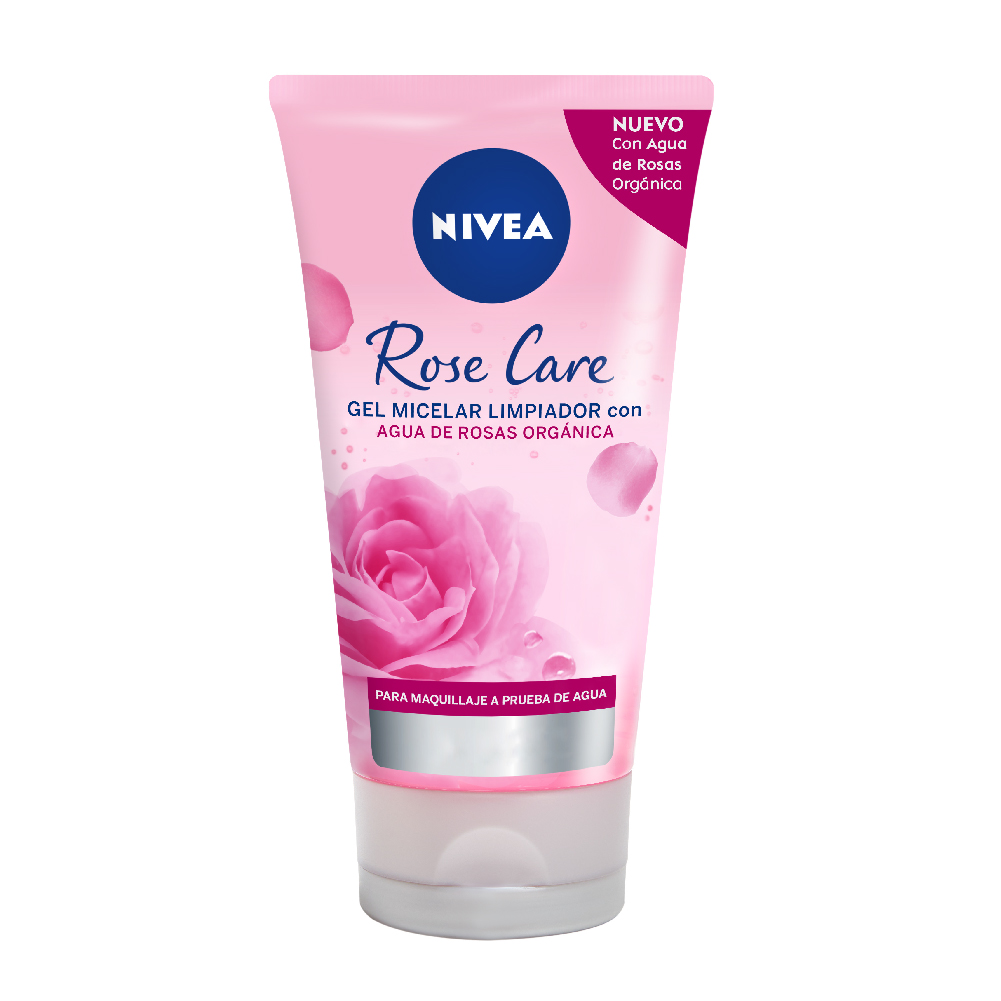 NUEVO
Con Agua
de Rosas
Orgánica
NIVEA
Rose Care
GEL MICELAR LIMPIADOR con
AGUA DE ROSAS ORGÁNICA
PARA MAQUILLAJE A PRUEBA DE AGUA